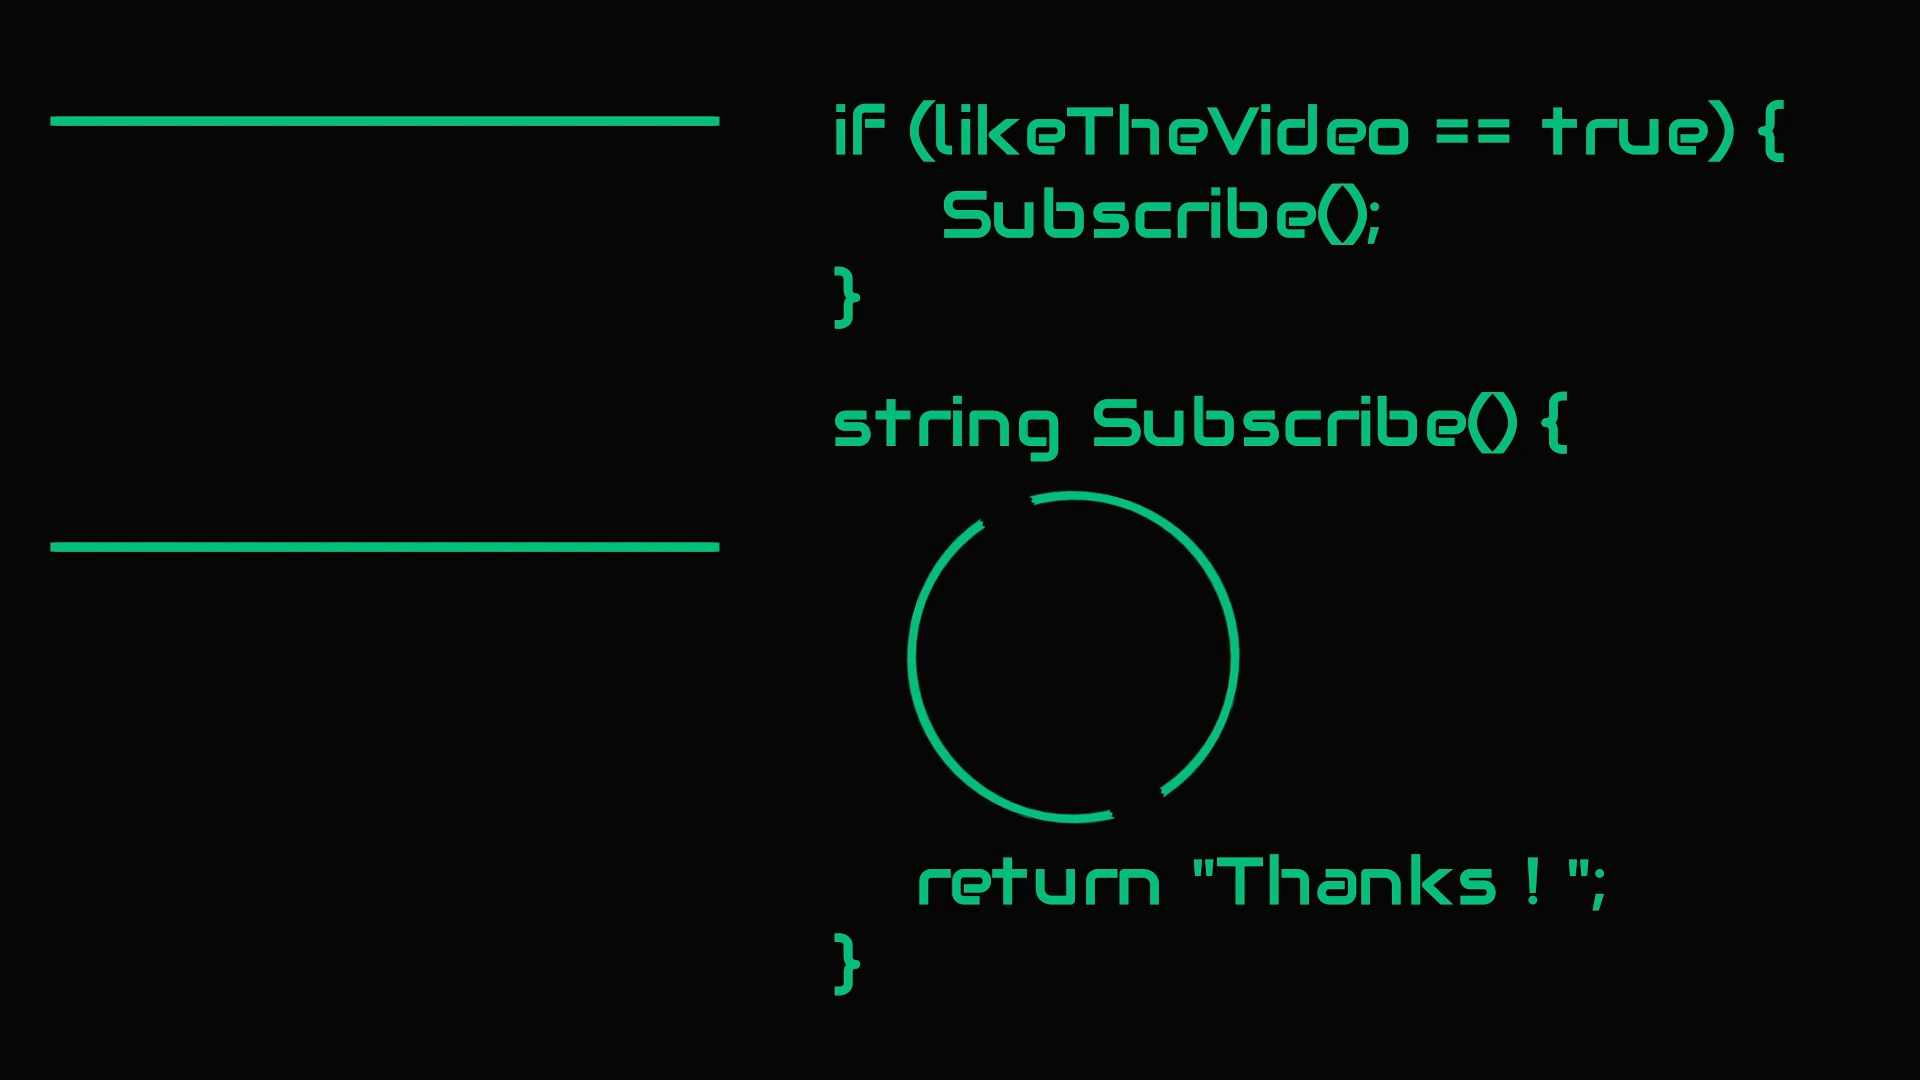 if (likeTheVideo == true) {
Subscribe();
}
string Subscribe() {
return "Thanks ! ";
}